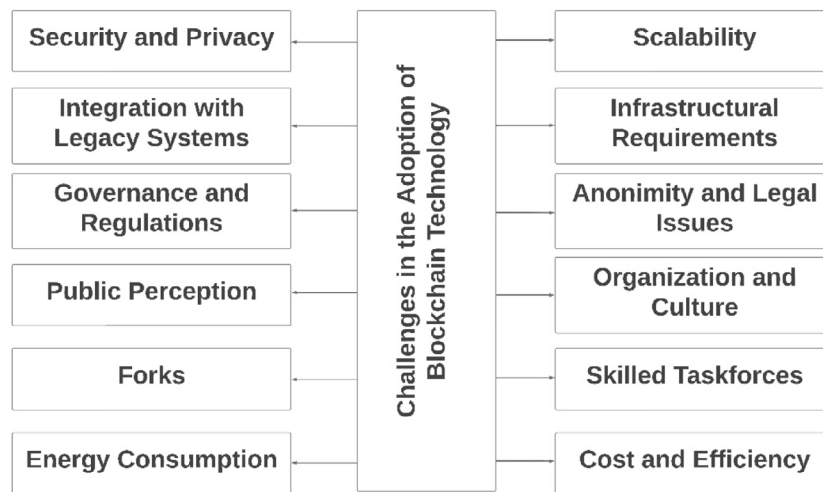 Security and Privacy
Integration with
Legacy Systems
Governance and
Regulations
Public Perception
Forks
Energy Consumption
Challenges in the Adoption of
Blockchain Technology
Scalability
Infrastructural
Requirements
Anonimity and Legal
Issues
Organization and
Culture
Skilled Taskforces
Cost and Efficiency